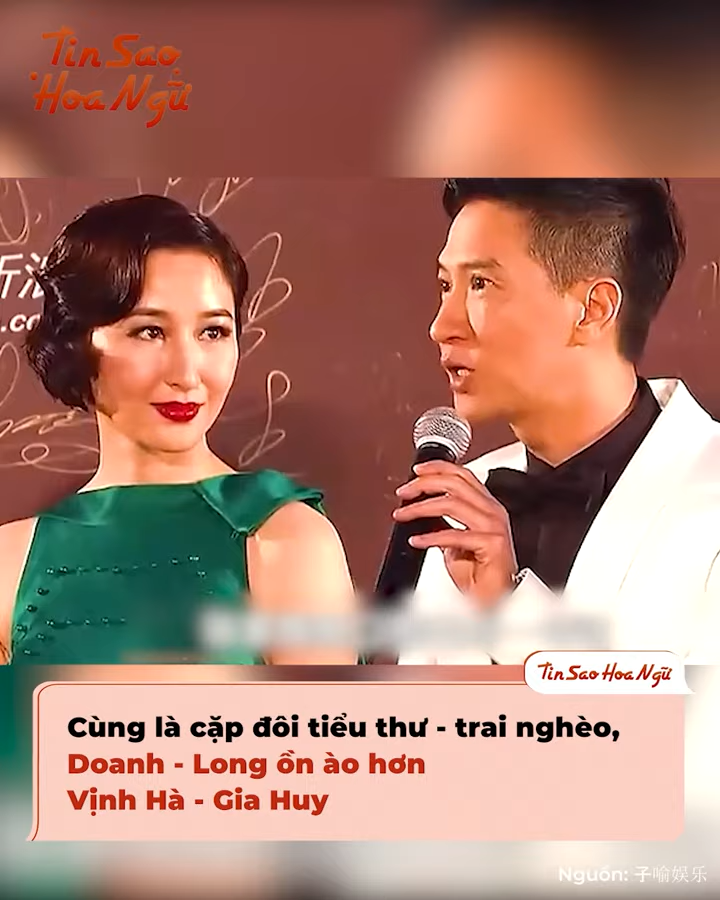 Tin Sao
Hoa Ngữ
Tin Sao Hoa Ngữ
Cùng là cặp đôi tiểu thư - trai nghèo,
Doanh - Long ồn ào hơn
Vịnh Hà - Gia Huy
Nguồn: 子喻娱乐